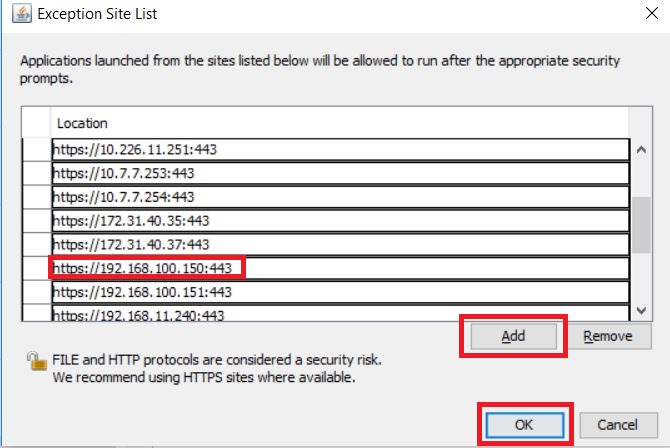 Exception Site List
Applications launched from the sites listed below will be allowed to run after the appropriate security
prompts.
Location
https://10.226.11.251:443
https://10.7.7.253:443
https://10.7.7.254:443
https://172.31.40.35:443
https://172.31.40.37:443
https://192.168.100.150:443
https://192.168.100.151:443
https://192.168.11.240:443
Add Remove
FILE and HTTP protocols are considered a security risk.
We recommend using HTTPS sites where available.
OK Cancel